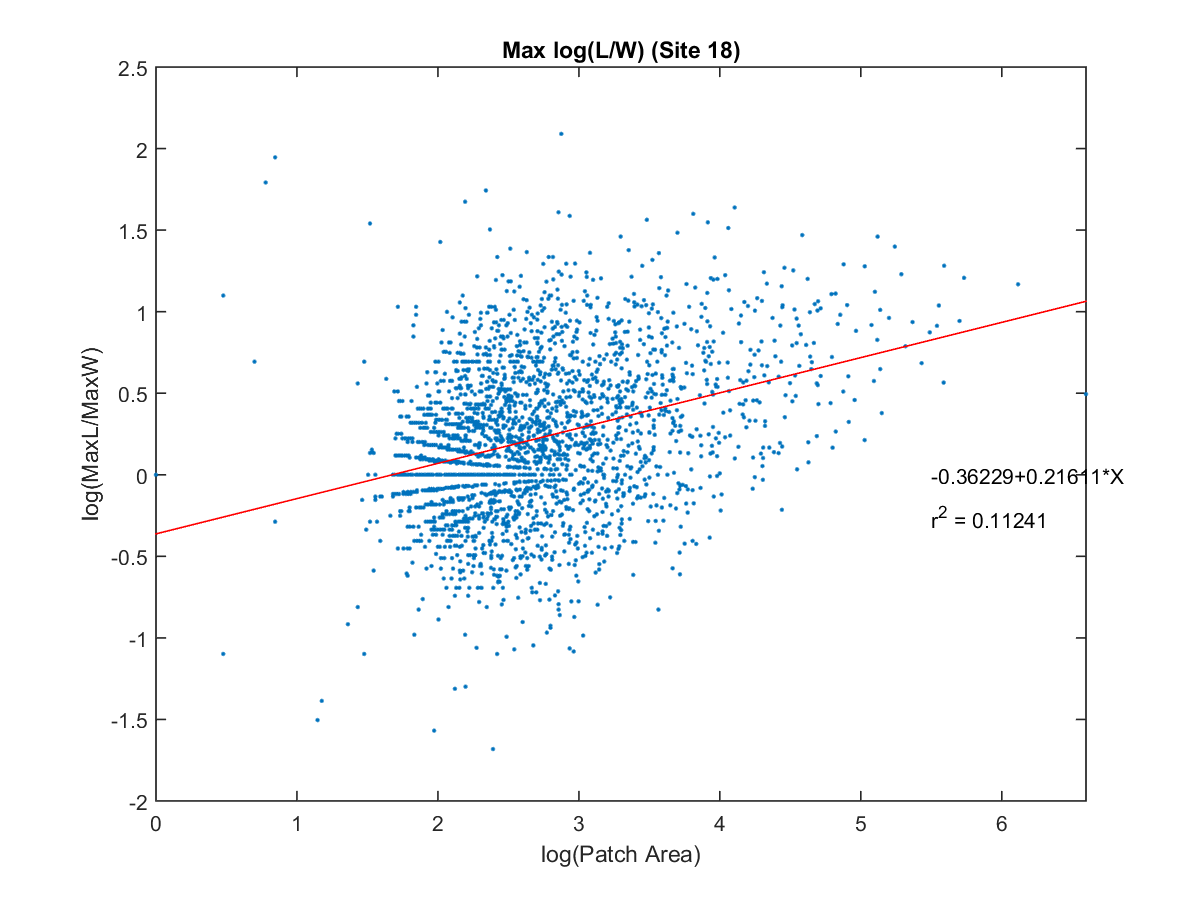 Max log(L/W) (Site 18)
2.5
2
1.5
1
0.5
0
-0.5
-1
-1.5
-2
log(MaxL/MaxW)
-0.36229+0.21611*X
r² = 0.11241
0 1 2 3 4 5 6
log(Patch Area)